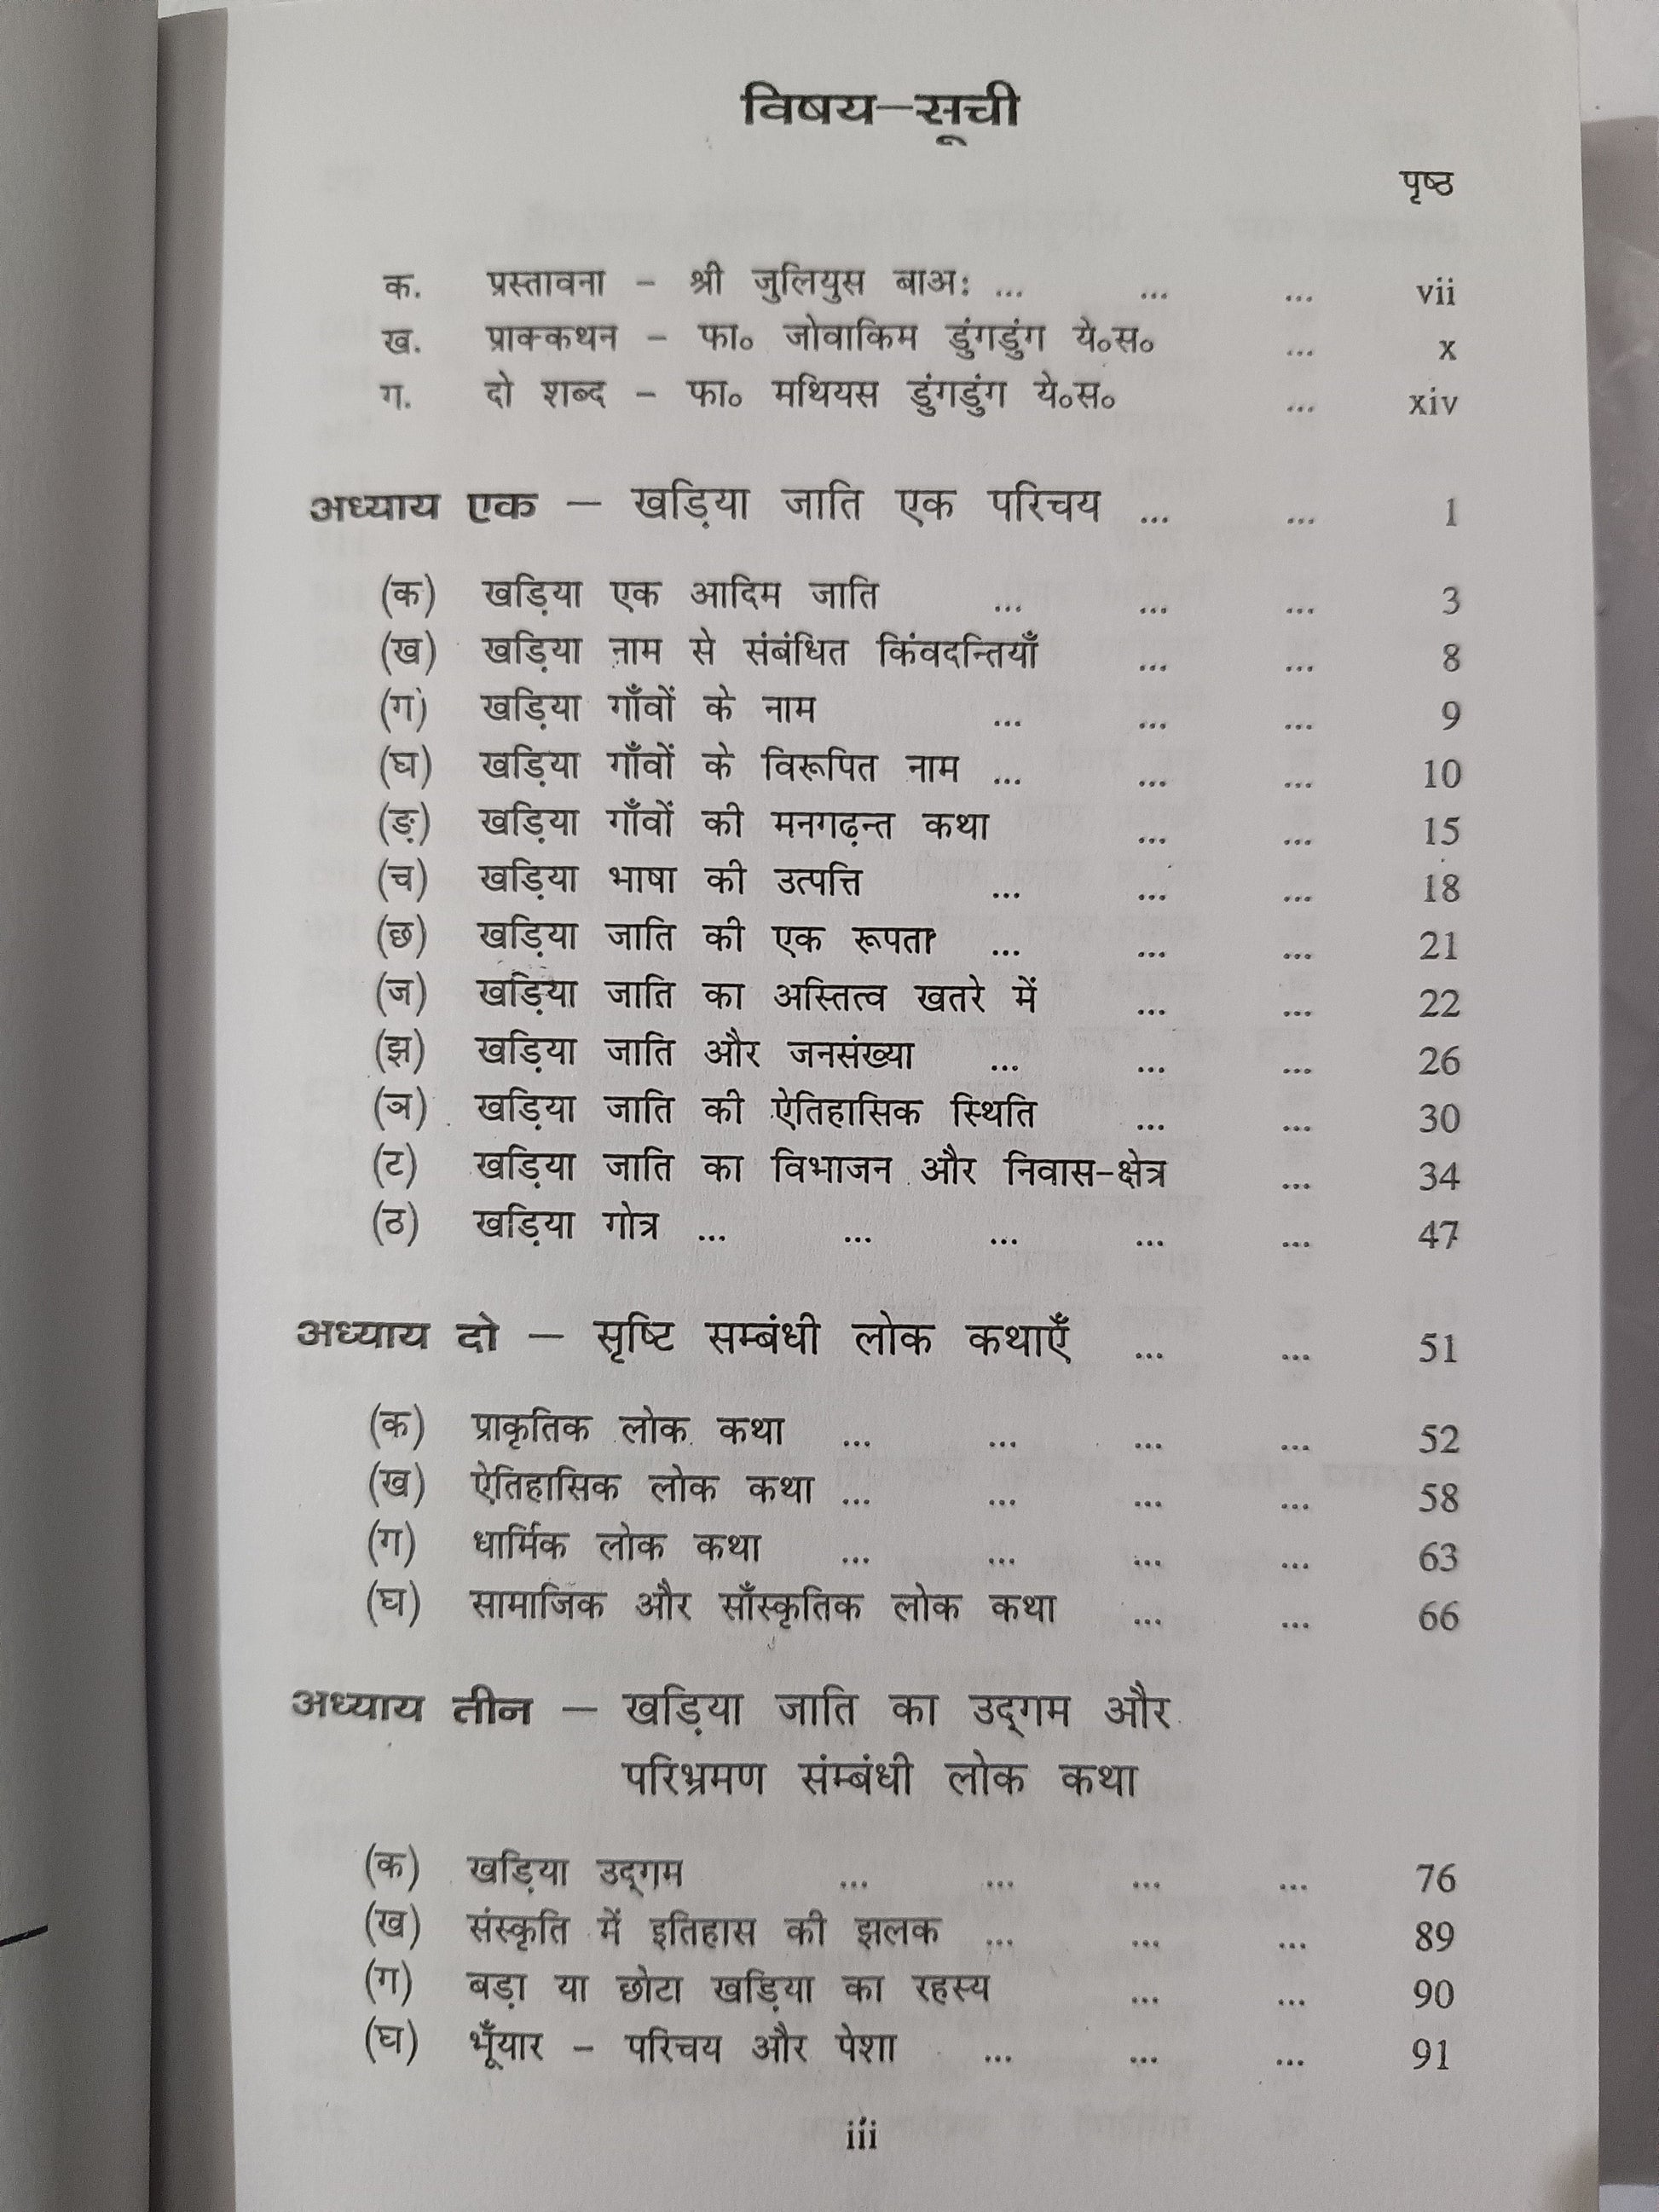 विषय–सूची
पृष्ठ
क. प्रस्तावना – श्री जुलियुस बाअः ... ... ... vii
ख. प्राक्कथन – फा॰ जोवाकिम डुंगडुंग ये॰स॰ ... x
ग. दो शब्द – फा॰ मथियस डुंगडुंग ये॰स॰ ... xiv
अध्याय एक – खड़िया जाति एक परिचय ... ... 1
(क) खड़िया एक आदिम जाति ... ... ... 3
(ख) खड़िया नाम से संबंधित किंवदन्तियाँ ... ... 8
(ग) खड़िया गाँवों के नाम ... ... ... 9
(घ) खड़िया गाँवों के विरूपित नाम ... ... ... 10
(ङ) खड़िया गाँवों की मनगढ़न्त कथा ... ... 15
(च) खड़िया भाषा की उत्पत्ति ... ... ... 18
(छ) खड़िया जाति की एक रूपता ... ... ... 21
(ज) खड़िया जाति का अस्तित्व खतरे में ... ... 22
(झ) खड़िया जाति और जनसंख्या ... ... ... 26
(ञ) खड़िया जाति की ऐतिहासिक स्थिति ... ... 30
(ट) खड़िया जाति का विभाजन और निवास-क्षेत्र ... 34
(ठ) खड़िया गोत्र ... ... ... ... ... 47
अध्याय दो – सृष्टि सम्बंधी लोक कथाएँ ... ... 51
(क) प्राकृतिक लोक कथा ... ... ... ... 52
(ख) ऐतिहासिक लोक कथा ... ... ... ... 58
(ग) धार्मिक लोक कथा ... ... ... ... 63
(घ) सामाजिक और साँस्कृतिक लोक कथा ... ... 66
अध्याय तीन – खड़िया जाति का उद्गम और
परिभ्रमण संम्बंधी लोक कथा
(क) खड़िया उद्गम ... ... ... ... 76
(ख) संस्कृति में इतिहास की झलक ... ... ... 89
(ग) बड़ा या छोटा खड़िया का रहस्य ... ... 90
(घ) भूँयार – परिचय और पेशा ... ... ... 91
iii